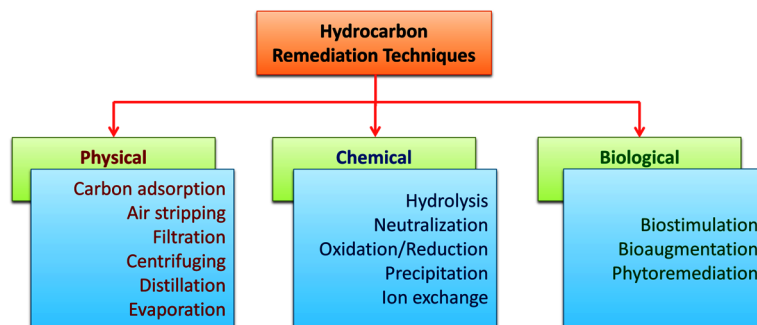 Hydrocarbon
Remediation Techniques
Physical
Carbon adsorption
Air stripping
Filtration
Centrifuging
Distillation
Evaporation
Chemical
Hydrolysis
Neutralization
Oxidation/Reduction
Precipitation
Ion exchange
Biological
Biostimulation
Bioaugmentation
Phytoremediation